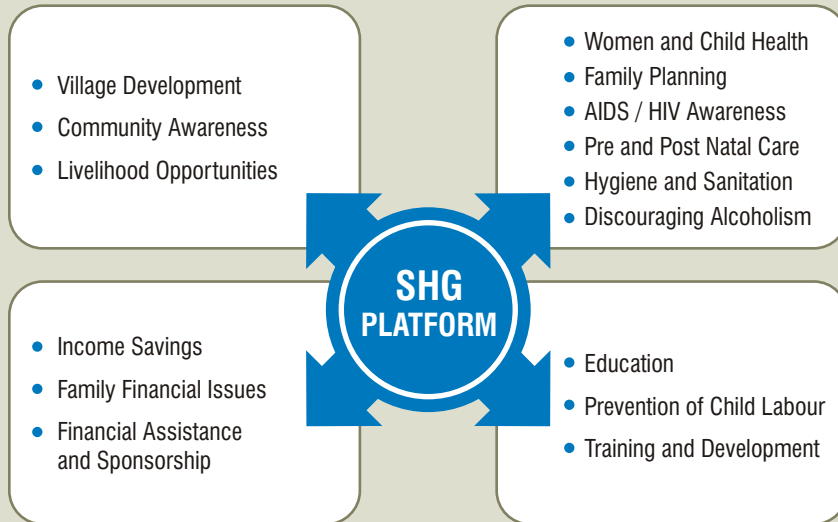 Village Development
Community Awareness
Livelihood Opportunities
Women and Child Health
Family Planning
AIDS / HIV Awareness
Pre and Post Natal Care
Hygiene and Sanitation
Discouraging Alcoholism
SHG
PLATFORM
Income Savings
Family Financial Issues
Financial Assistance
and Sponsorship
Education
Prevention of Child Labour
Training and Development